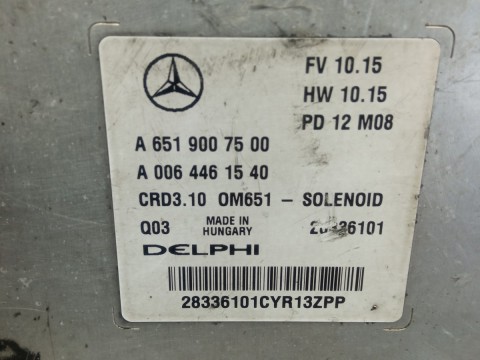 FV 10.15
HW 10.15
PD 12 M08
A 651 900 75 00
A 006 446 15 40
CRD3.10 OM651 - SOLENOID
Q03 MADE IN HUNGARY 28336101
DELPHI
28336101CYR13ZPP